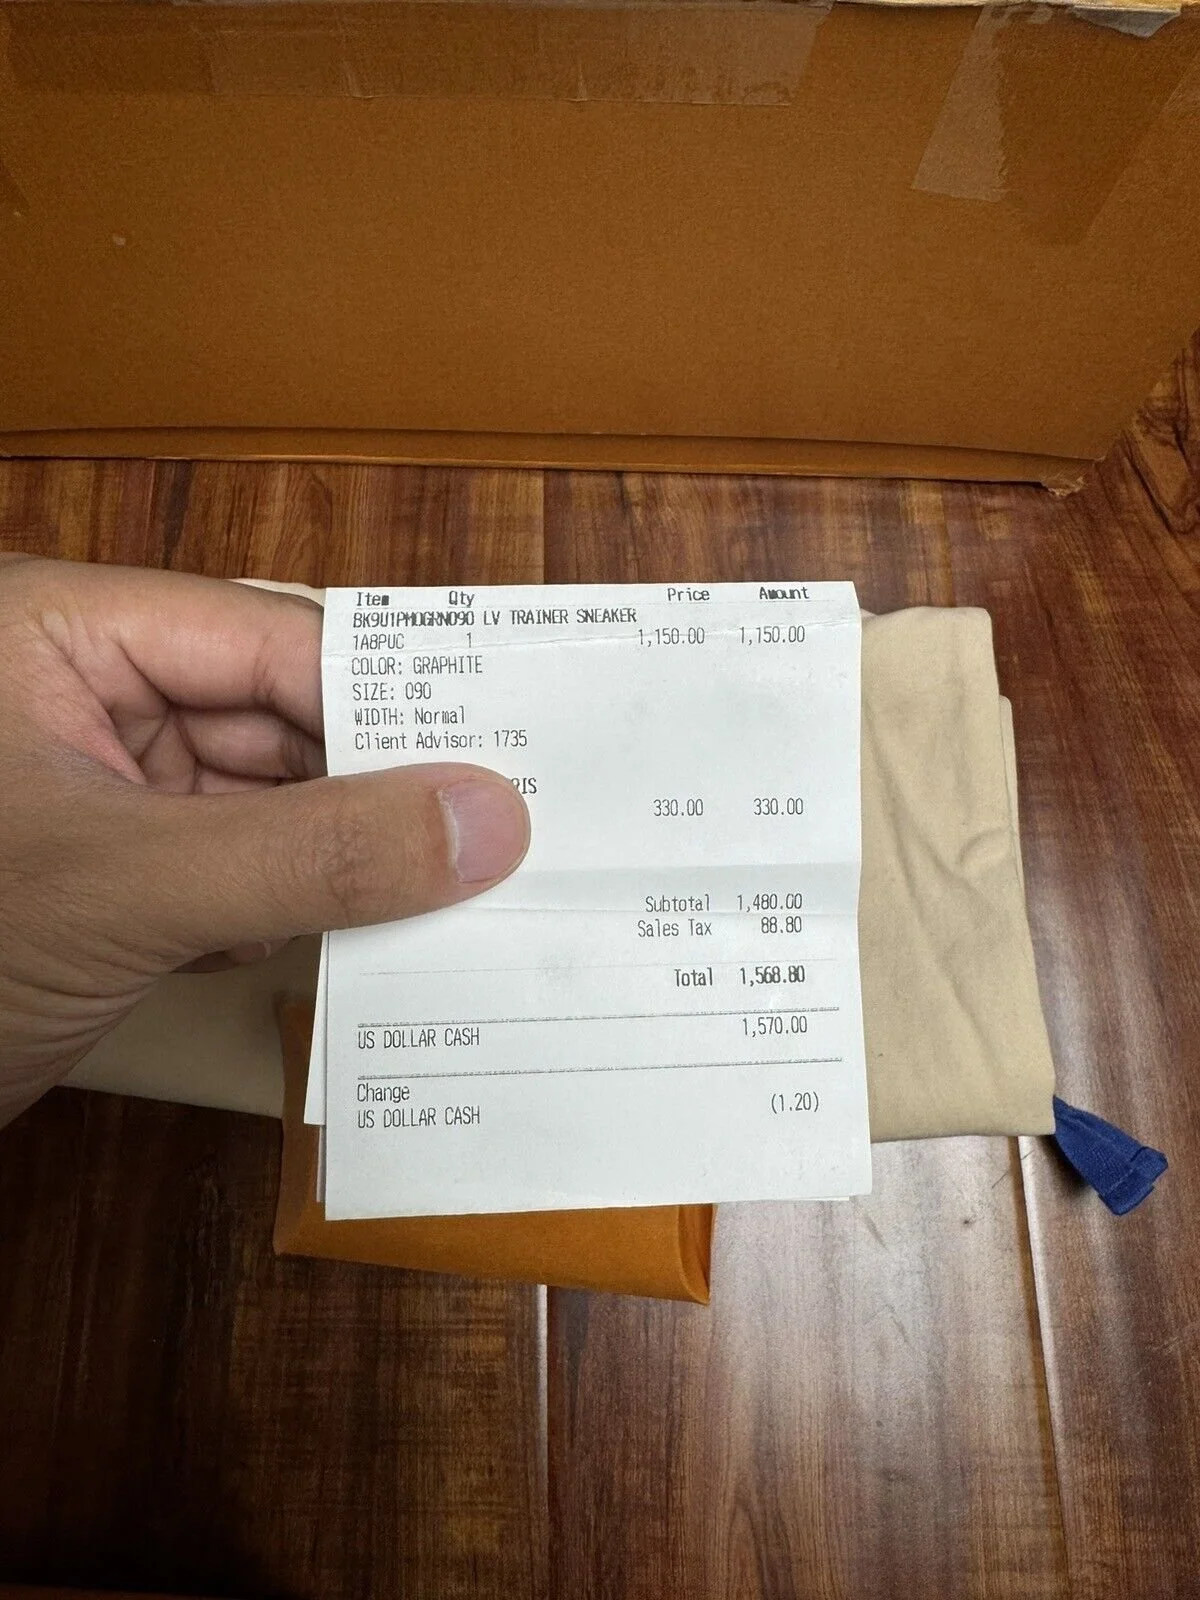 Item Qty Price Amount
BK9U1PMOGRN090 LV TRAINER SNEAKER
1A8PUC 1 1,150.00 1,150.00
COLOR: GRAPHITE
SIZE: 090
WIDTH: Normal
Client Advisor: 1735
330.00 330.00
Subtotal 1,480.00
Sales Tax 88.80
Total 1,568.80
US DOLLAR CASH 1,570.00
Change
US DOLLAR CASH (1.20)